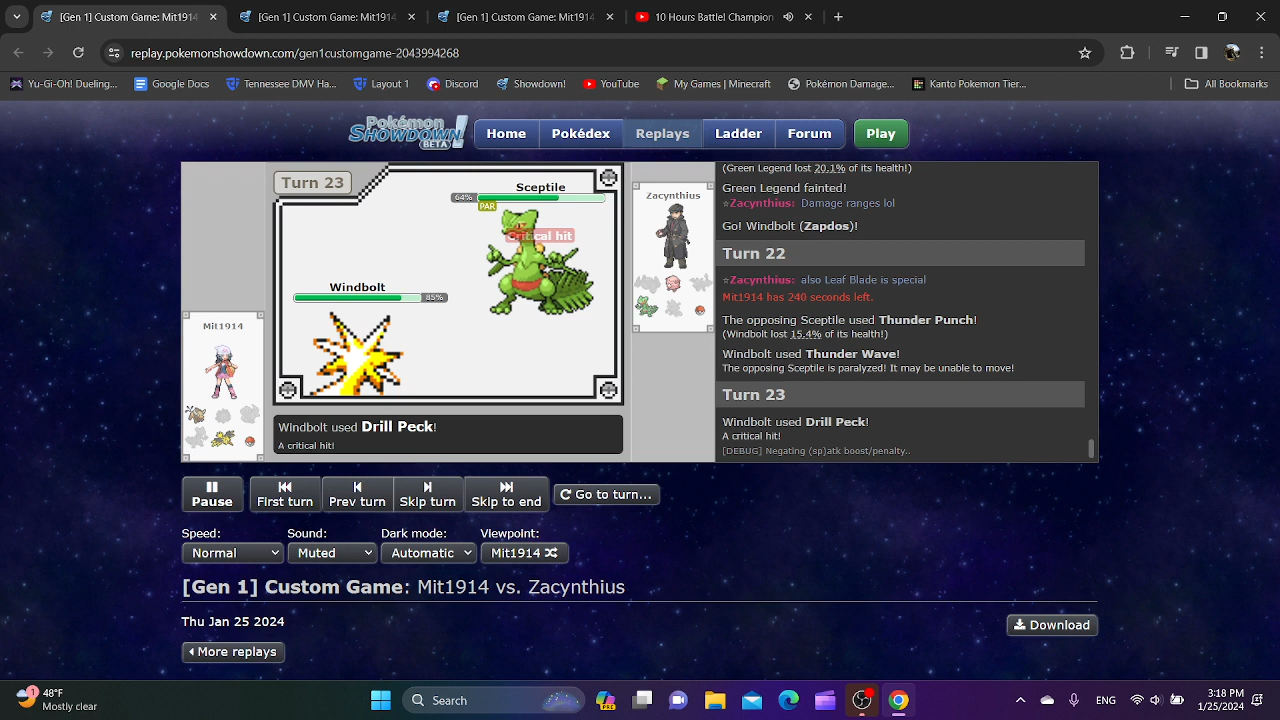 [Gen 1] Custom Game: Mit1914
[Gen 1] Custom Game: Mit1914
[Gen 1] Custom Game: Mit1914
10 Hours Battel Champion
replay.pokemonshowdown.com/gen1customgame-2043994268
Yu-Gi-Oh! Dueling...
Google Docs
Tennessee DMV Ha...
Layout 1
Discord
Showdown!
YouTube
My Games | Minecraft
Pokémon Damage...
Kanto Pokemon Tier...
All Bookmarks
Pokémon
SHOWDOWN!
BETA
Home
Pokédex
Replays
Ladder
Forum
Play
Turn 23
Sceptile
64%
PAR
Critical hit
Windbolt
85%
Mit1914
Zacynthius
Windbolt used Drill Peck!
A critical hit!
(Green Legend lost 20.1% of its health!)
Green Legend fainted!
☆Zacynthius: Damage ranges lol
Go! Windbolt (Zapdos)!
Turn 22
☆Zacynthius: also Leaf Blade is special
Mit1914 has 240 seconds left.
The opposing Sceptile used Thunder Punch!
(Windbolt lost 15.4% of its health!)
Windbolt used Thunder Wave!
The opposing Sceptile is paralyzed! It may be unable to move!
Turn 23
Windbolt used Drill Peck!
A critical hit!
[DEBUG] Negating (sp)atk boost/penalty..
Pause
First turn
Prev turn
Skip turn
Skip to end
Go to turn...
Speed:
Sound:
Dark mode:
Viewpoint:
Normal
Muted
Automatic
Mit1914
[Gen 1] Custom Game: Mit1914 vs. Zacynthius
Thu Jan 25 2024
Download
More replays
1
48°F
Mostly clear
Search
PRE
ENG
3:18 PM
1/25/2024